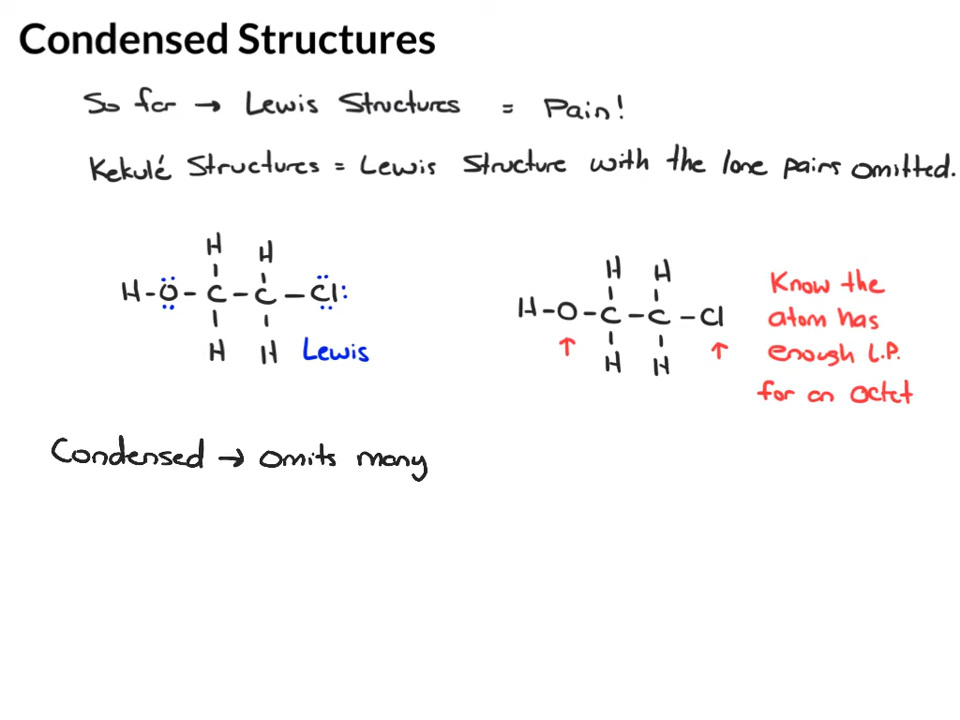 Condensed Structures
So far → Lewis Structures = Pain!
Kekulé Structures = Lewis Structure with the lone pairs omitted.
H H
H-O-C-C-Cl:
H H Lewis
H H
H-O-C-C-Cl
↑ ↑
H H
Know the
atom has
enough L.P.
for an octet
Condensed → omits many